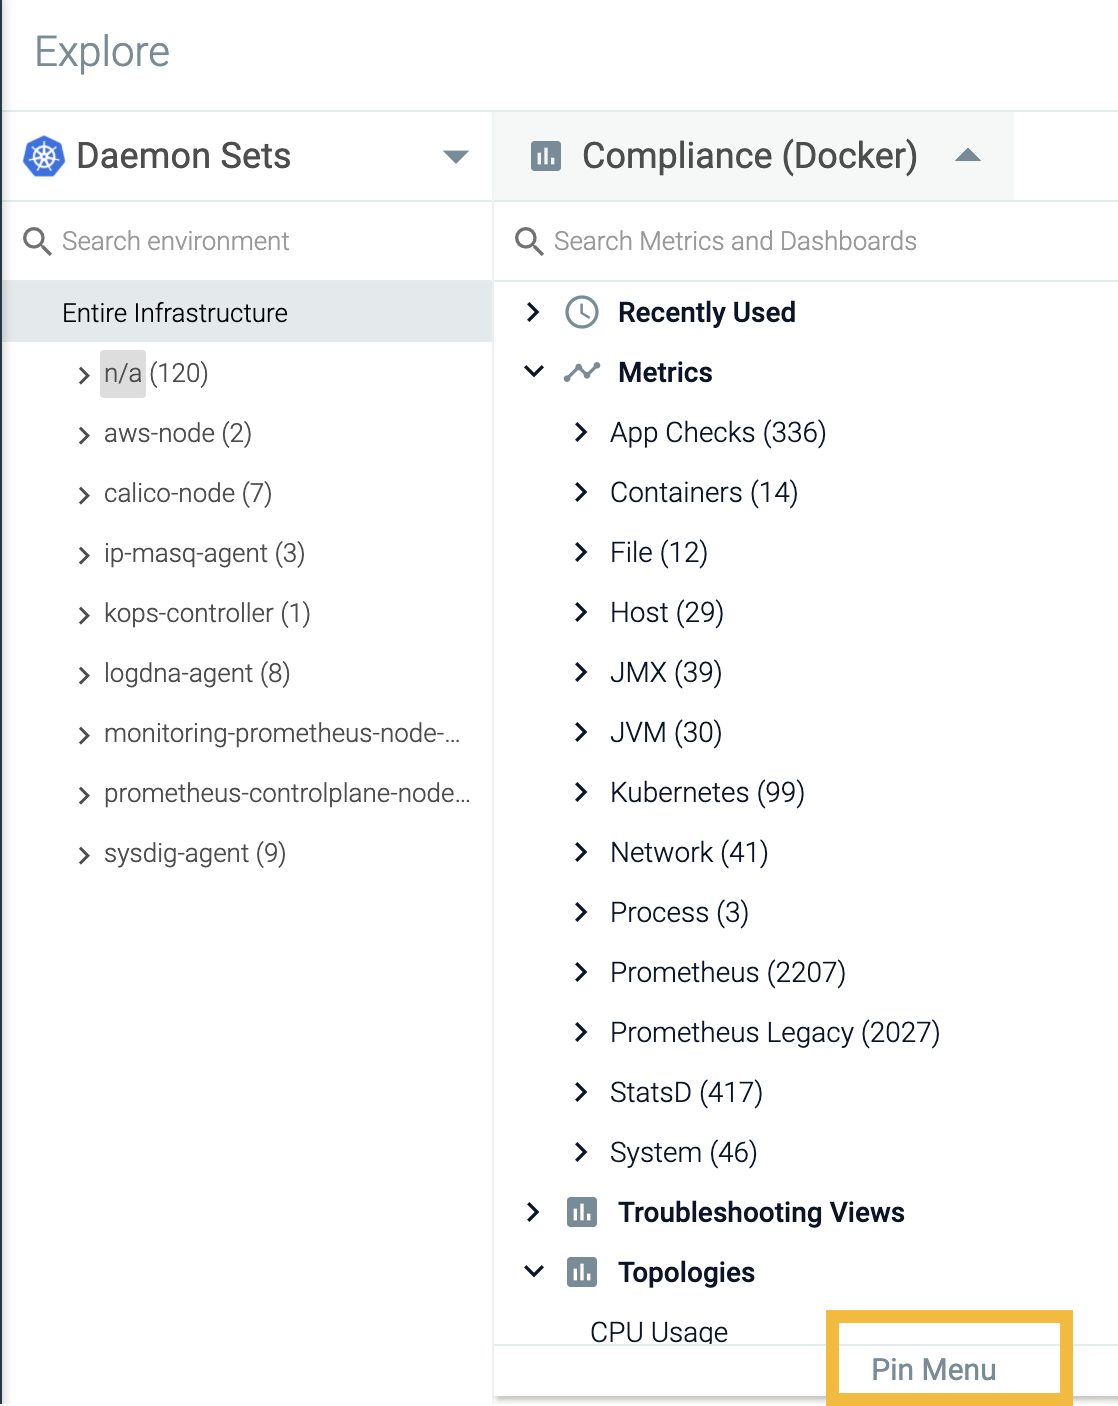 Explore
Daemon Sets
Search environment
Entire Infrastructure
n/a (120)
aws-node (2)
calico-node (7)
ip-masq-agent (3)
kops-controller (1)
logdna-agent (8)
monitoring-prometheus-node-...
prometheus-controlplane-node...
sysdig-agent (9)
Compliance (Docker)
Search Metrics and Dashboards
Recently Used
Metrics
App Checks (336)
Containers (14)
File (12)
Host (29)
JMX (39)
JVM (30)
Kubernetes (99)
Network (41)
Process (3)
Prometheus (2207)
Prometheus Legacy (2027)
StatsD (417)
System (46)
Troubleshooting Views
Topologies
CPU Usage
Pin Menu